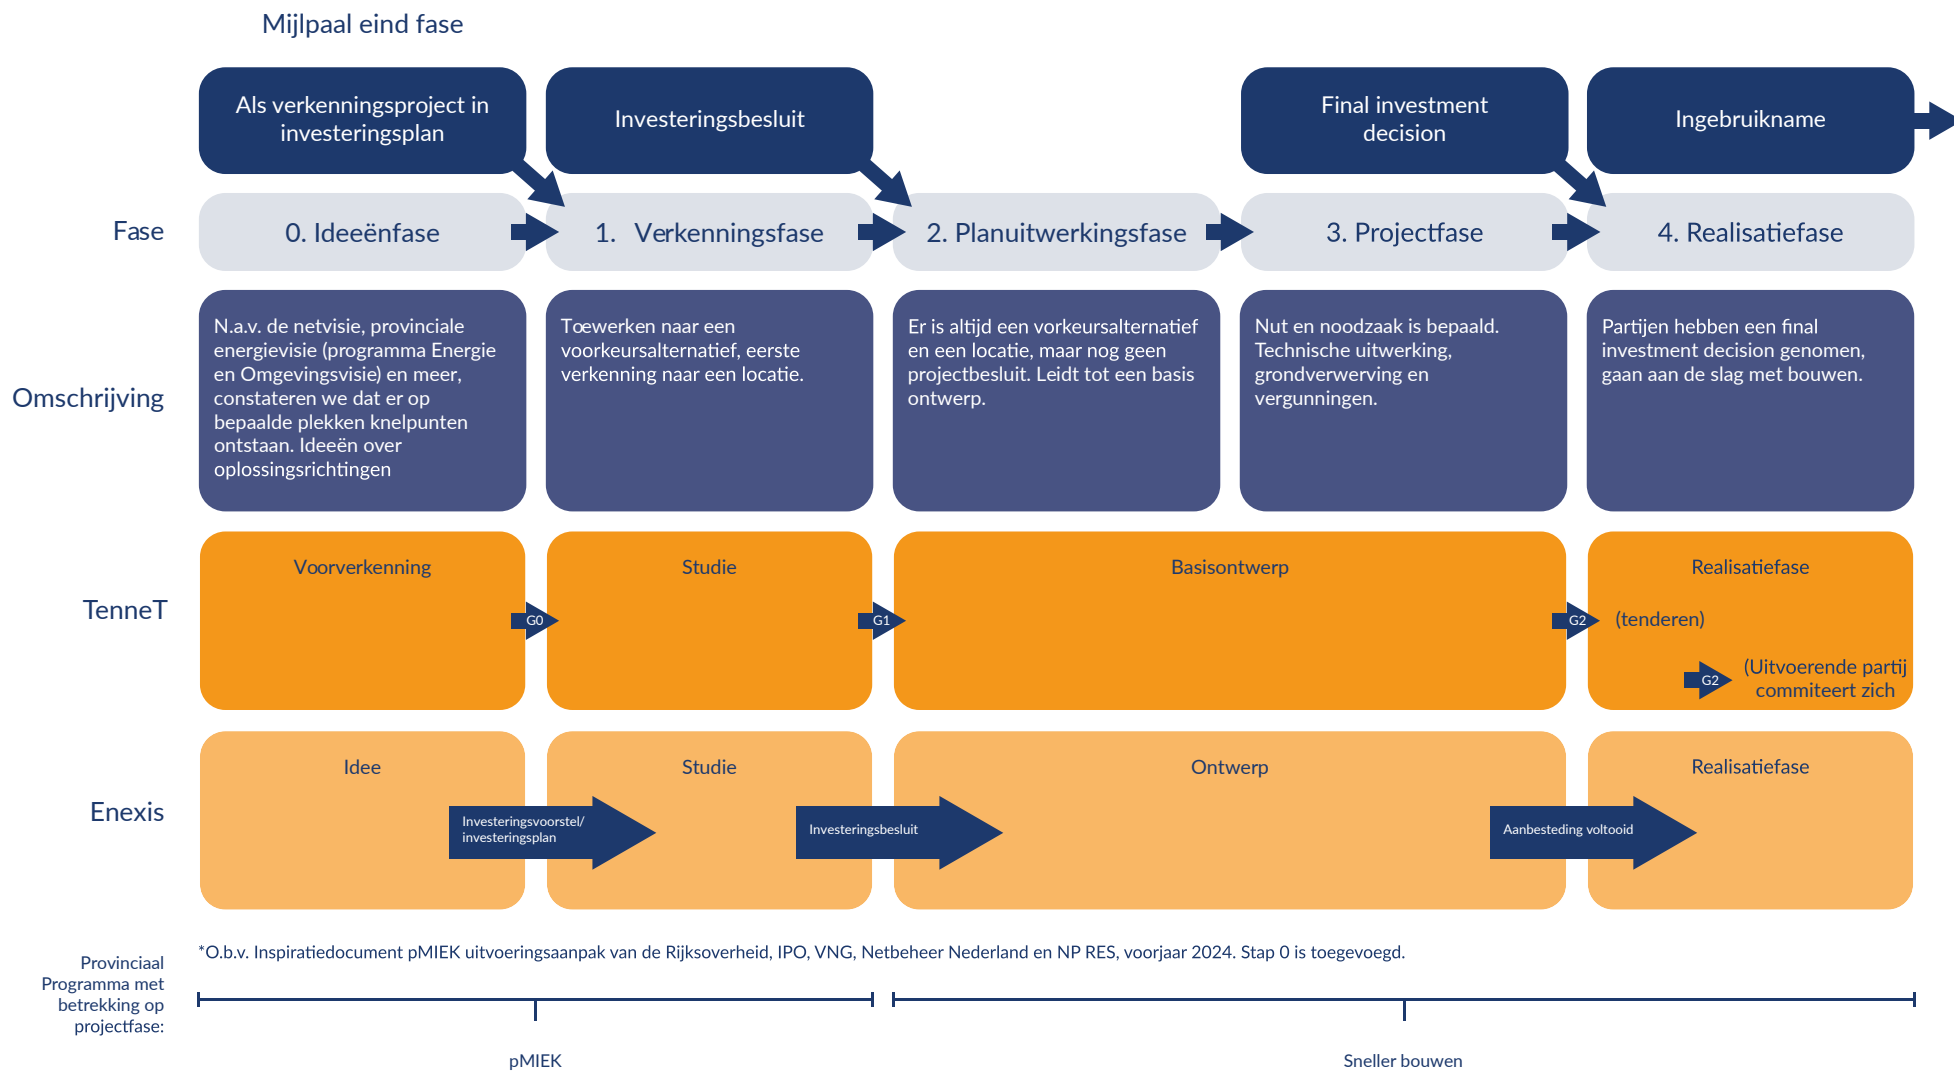 Mijlpaal eind fase
Als verkenningsproject in
investeringsplan
Investeringsbesluit
Final investment
decision
Ingebruikname
Fase
0. Ideeënfase
1. Verkenningsfase
2. Planuitwerkingsfase
3. Projectfase
4. Realisatiefase
Omschrijving
N.a.v. de netvisie, provinciale
energievisie (programma Energie
en Omgevingsvisie) en meer,
constateren we dat er op
bepaalde plekken knelpunten
ontstaan. Ideeën over
oplossingsrichtingen
Toewerken naar een
voorkeursalternatief, eerste
verkenning naar een locatie.
Er is altijd een vorkeursalternatief
en een locatie, maar nog geen
projectbesluit. Leidt tot een basis
ontwerp.
Nut en noodzaak is bepaald.
Technische uitwerking,
grondverwerving en
vergunningen.
Partijen hebben een final
investment decision genomen,
gaan aan de slag met bouwen.
TenneT
Voorverkenning
G0
Studie
G1
Basisontwerp
G2
Realisatiefase
(tenderen)
G2
(Uitvoerende partij
commiteert zich
Enexis
Idee
Investeringsvoorstel/
investeringsplan
Studie
Investeringsbesluit
Ontwerp
Aanbesteding voltooid
Realisatiefase
*O.b.v. Inspiratiedocument pMIEK uitvoeringsaanpak van de Rijksoverheid, IPO, VNG, Netbeheer Nederland en NP RES, voorjaar 2024. Stap 0 is toegevoegd.
Provinciaal
Programma met
betrekking op
projectfase:
pMIEK
Sneller bouwen